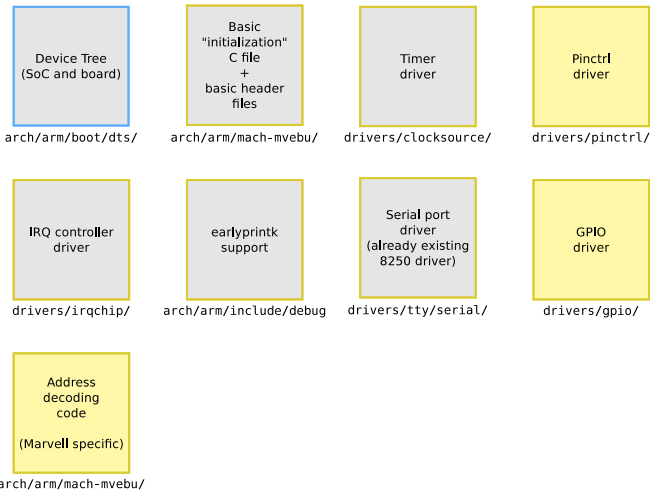 Device Tree
(SoC and board)
arch/arm/boot/dts/
Basic
"initialization"
C file
+
basic header
files
arch/arm/mach-mvebu/
Timer
driver
drivers/clocksource/
Pinctrl
driver
drivers/pinctrl/
IRQ controller
driver
drivers/irqchip/
earlyprintk
support
arch/arm/include/debug
Serial port
driver
(already existing
8250 driver)
drivers/tty/serial/
GPIO
driver
drivers/gpio/
Address
decoding
code
(Marvell specific)
arch/arm/mach-mvebu/